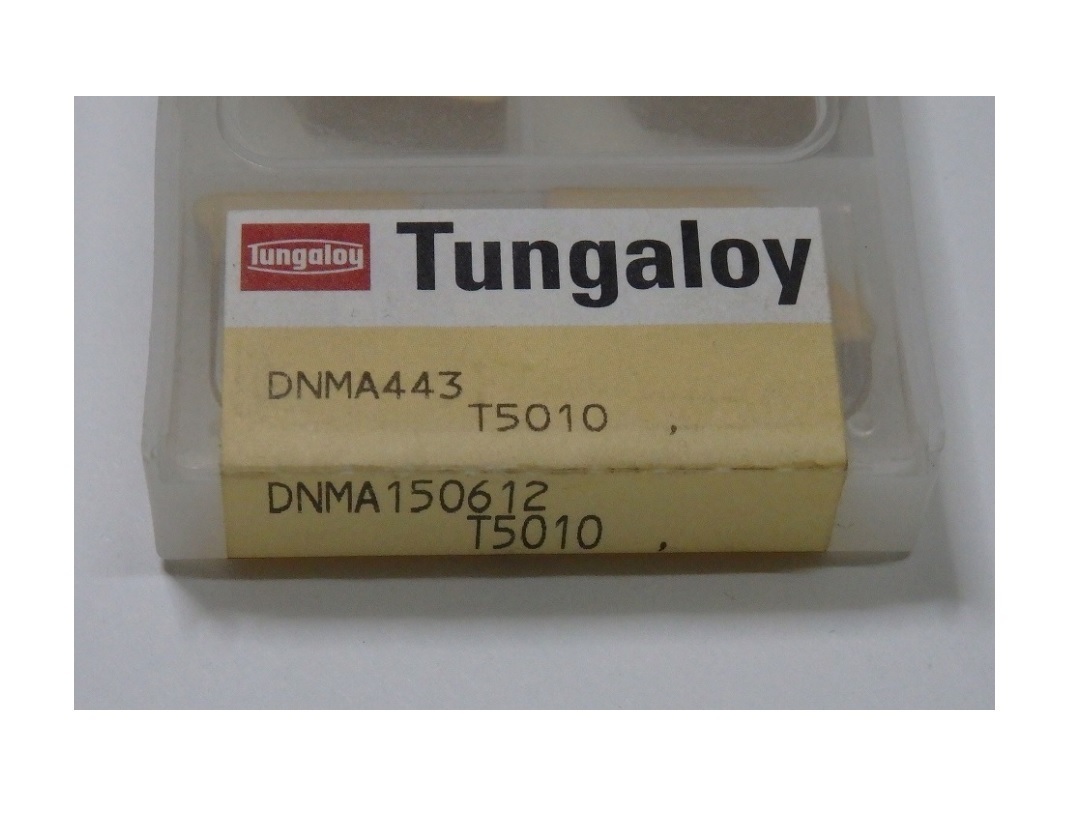 Tungaloy Tungaloy
DNMA443
T5010 ,
DNMA150612
T5010 ,